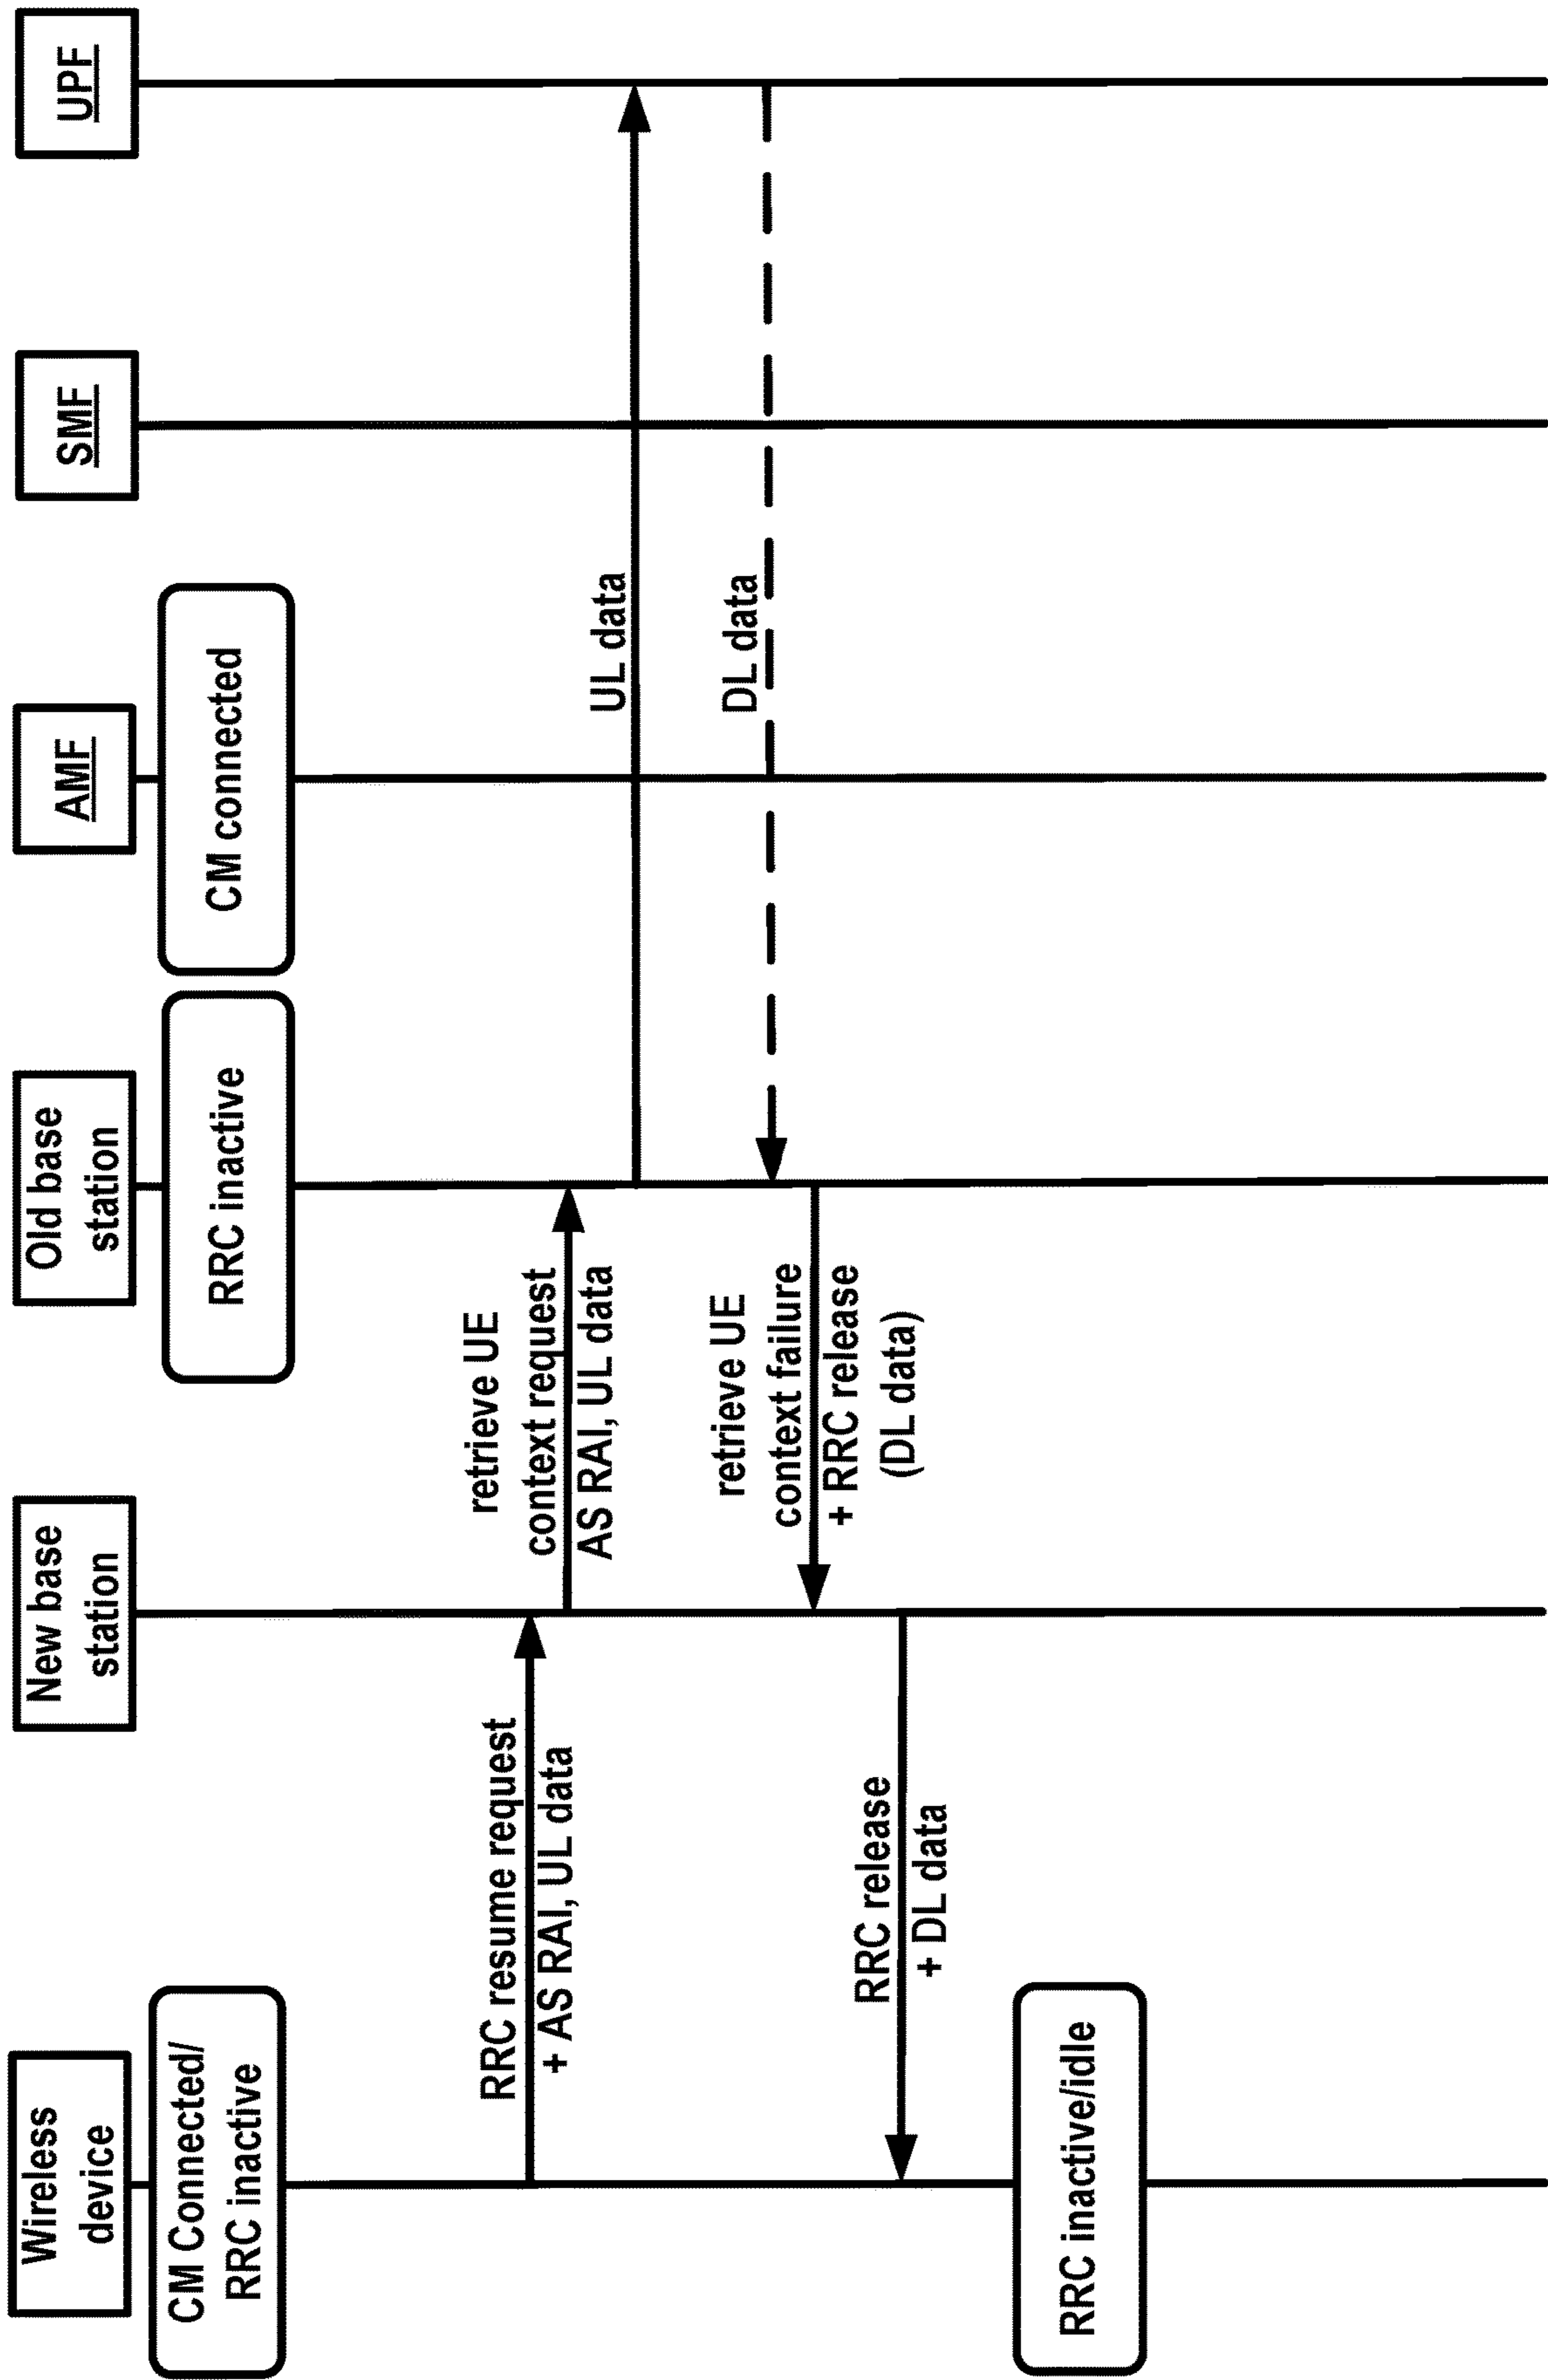 Wireless
device
New base
station
Old base
station
AMF
SMF
UPF
CM Connected/
RRC inactive
RRC inactive
CM connected
RRC resume request
+ AS RAI, UL data
retrieve UE
context request
AS RAI, UL data
UL data
DL data
retrieve UE
context failure
+ RRC release
(DL data)
RRC release
+ DL data
RRC inactive/idle